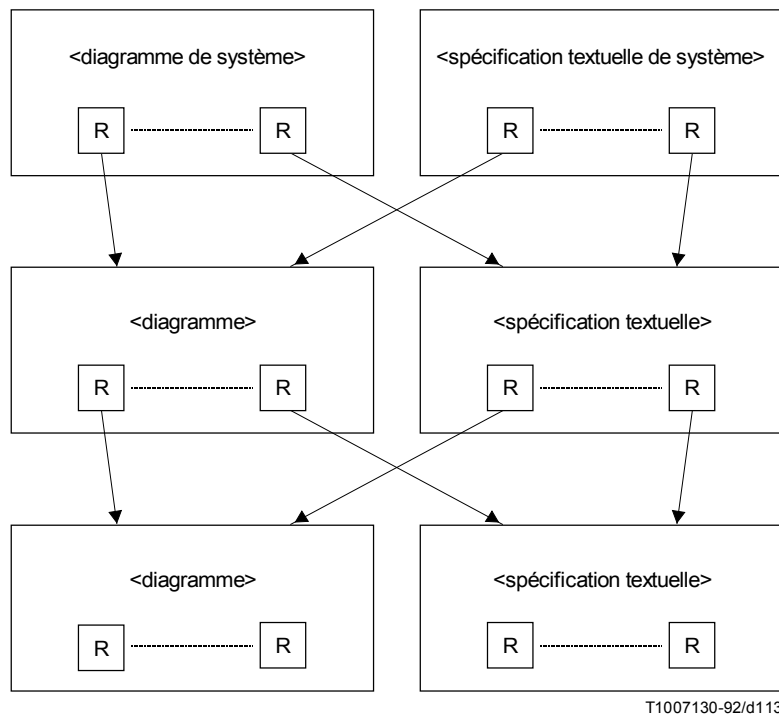 <diagramme de système>
<spécification textuelle de système>
R R
R R
<diagramme>
<spécification textuelle>
R R
R R
<diagramme>
<spécification textuelle>
R R
R R
T1007130-92/d113